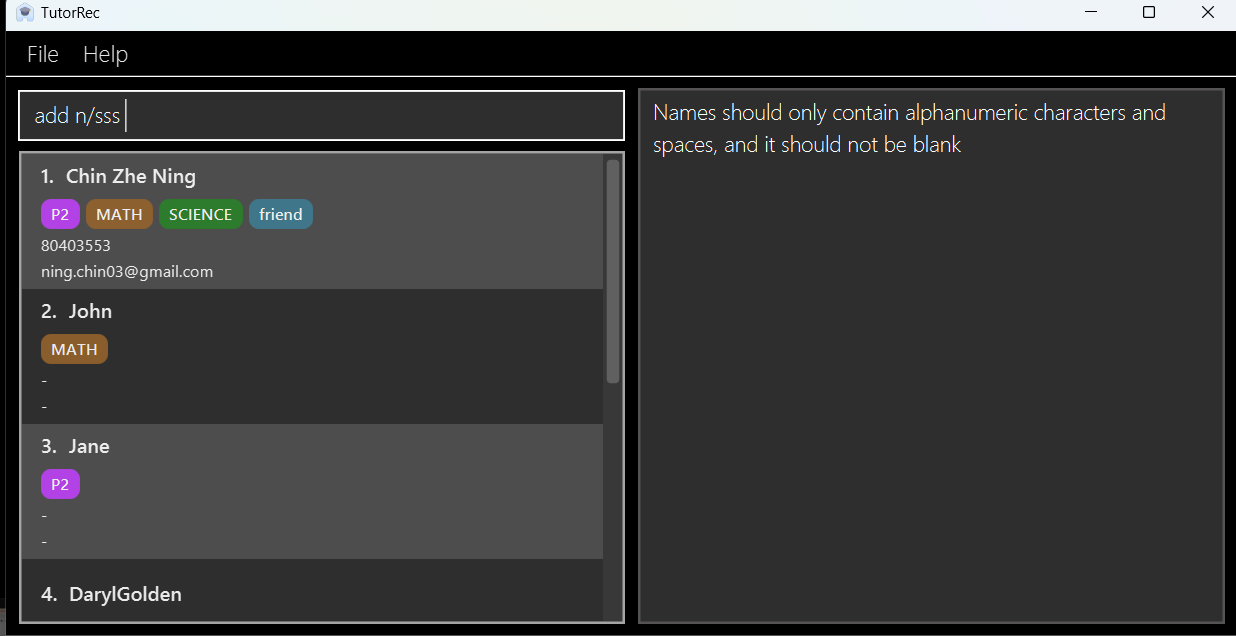 TutorRec
File Help
add n/sss
Names should only contain alphanumeric characters and
spaces, and it should not be blank
1. Chin Zhe Ning
P2 MATH SCIENCE friend
80403553
ning.chin03@gmail.com
2. John
MATH
-
-
3. Jane
P2
-
-
4. DarylGolden